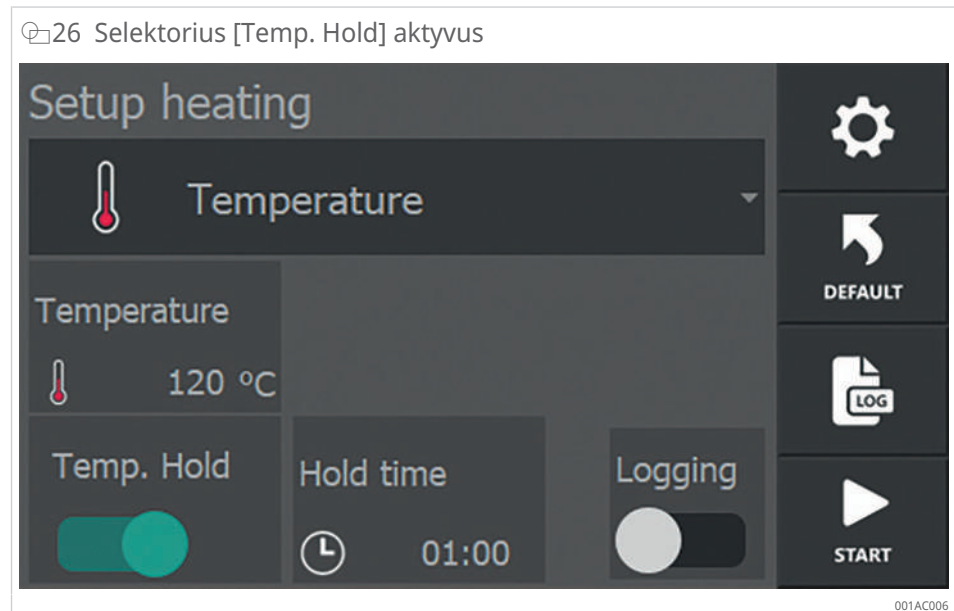 26 Selektorius [Temp. Hold] aktyvus
Setup heating
Temperature
DEFAULT
Temperature
120 ºC
LOG
Temp. Hold
Hold time
Logging
01:00
START
001AC006